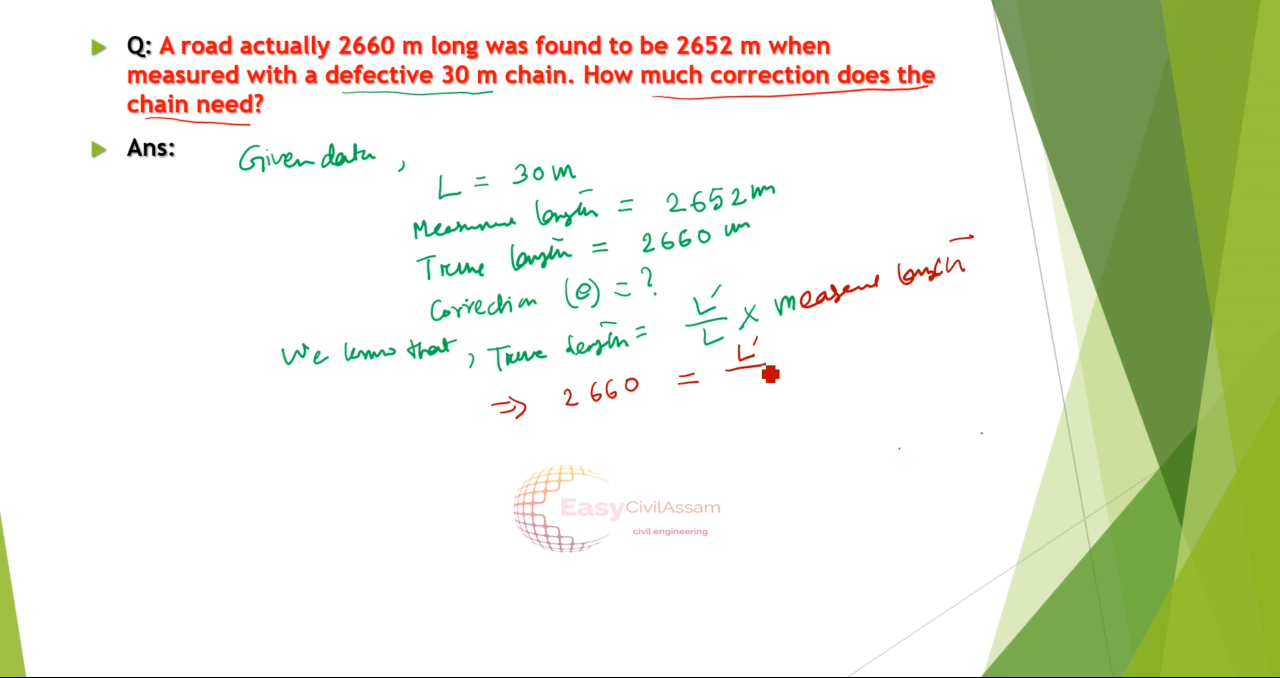 Q: A road actually 2660 m long was found to be 2652 m when
measured with a defective 30 m chain. How much correction does the
chain need?
Ans: Given data,
L = 30 m
Measure length = 2652 m
True length = 2660 m
Correction (e) = ?
We know that, True length = L'/L × measure length
⇒ 2660 = L'
EasyCivilAssam
civil engineering